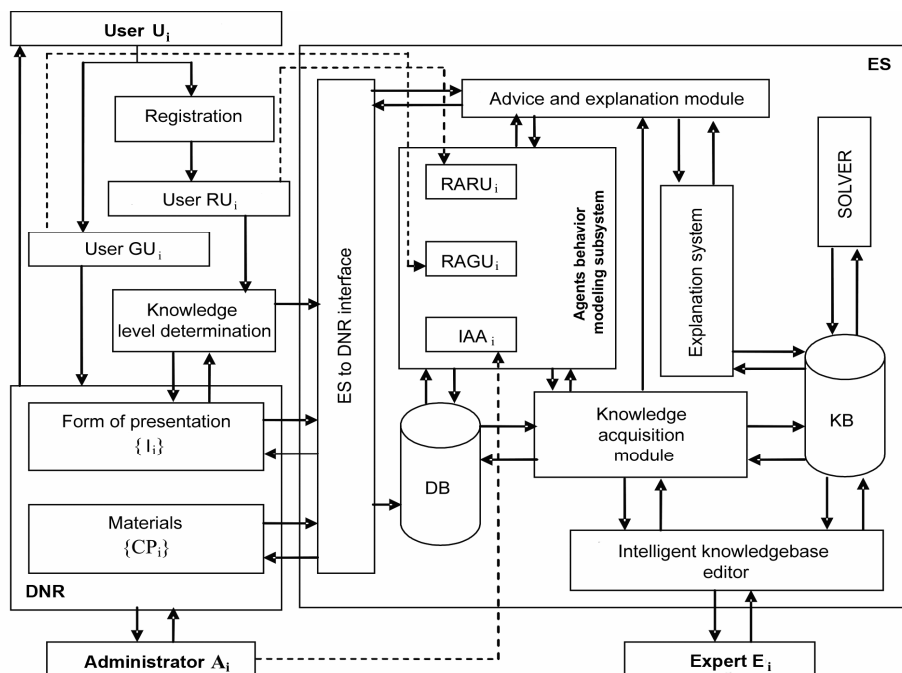 User Ui
ES
Registration
Advice and explanation module
User RUi
RARUi
SOLVER
User GUi
RAGUi
Agents behavior
modeling subsystem
Explanation system
Knowledge
level determination
ES to DNR interface
IAA i
Form of presentation
{Ii}
Knowledge
acquisition
module
KB
DB
Materials
{CPi}
Intelligent knowledgebase
editor
DNR
Administrator Ai
Expert Ei